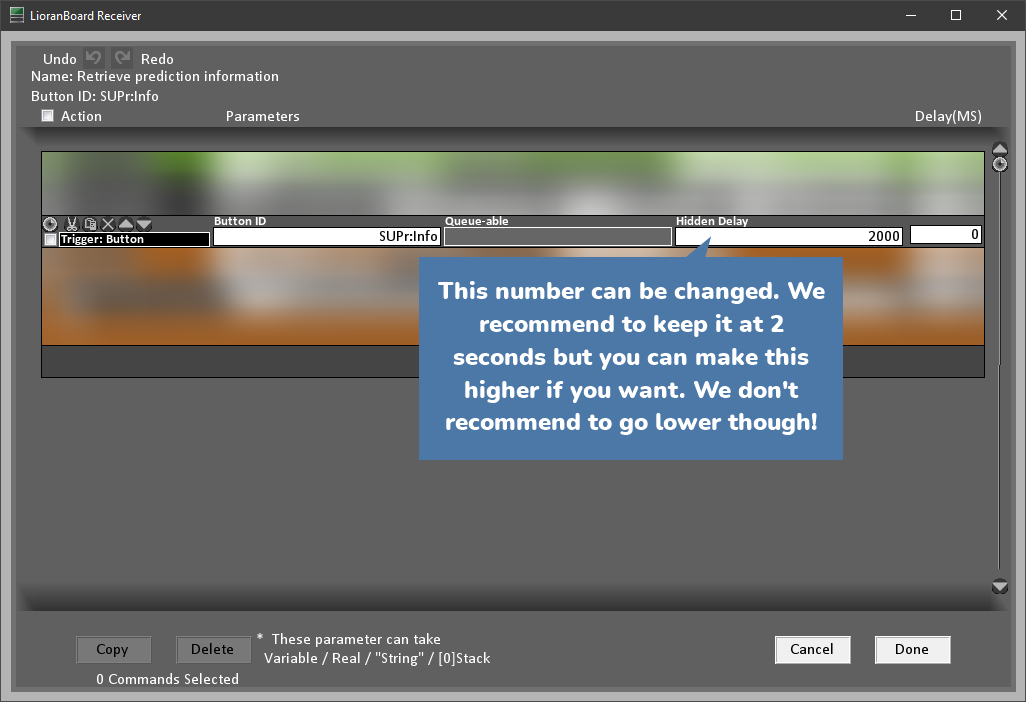 LioranBoard Receiver
Undo Redo
Name: Retrieve prediction information
Button ID: SUPr:Info
Action Parameters Delay(MS)
Button ID Queue-able Hidden Delay
Trigger: Button SUPr:Info 2000 0
This number can be changed. We
recommend to keep it at 2
seconds but you can make this
higher if you want. We don't
recommend to go lower though!
Copy Delete * These parameter can take
Variable / Real / "String" / [0]Stack
Cancel Done
0 Commands Selected